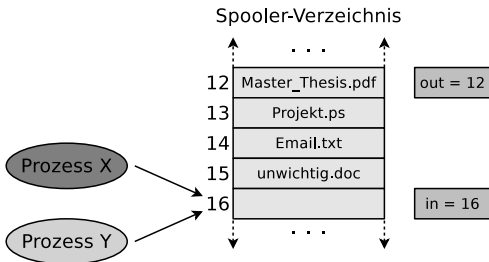 Spooler-Verzeichnis
. . .
12 Master_Thesis.pdf out = 12
13 Projekt.ps
14 Email.txt
Prozess X
15 unwichtig.doc
16 in = 16
Prozess Y
. . .